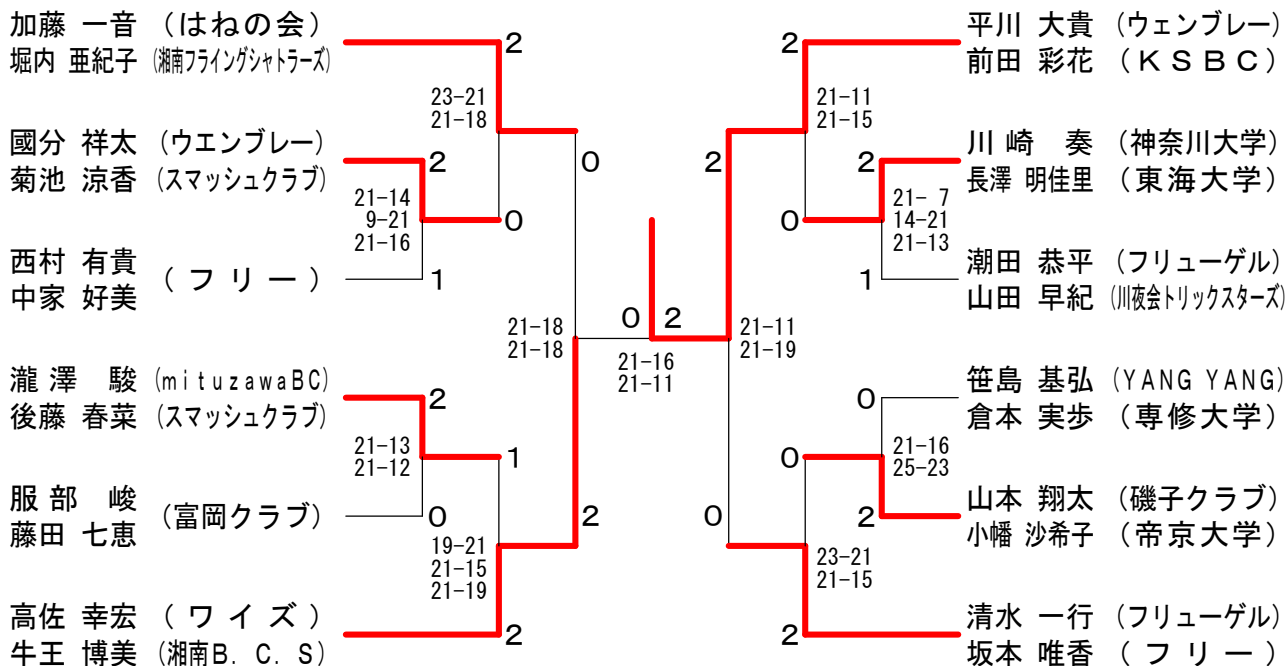 加藤 一音 (はねの会)
堀内 亜紀子 (湘南フライングシャトラーズ)
2
23-21
21-18
國分 祥太 (ウエンブレー)
菊池 涼香 (スマッシュクラブ)
2
0
21-14
9-21
21-16
0
西村 有貴
中家 好美
(フリー)
1
21-18
21-18
瀧澤 駿 (mituzawaBC)
後藤 春菜 (スマッシュクラブ)
2
21-13
21-12
1
服部 峻
藤田 七恵
(富岡クラブ)
0
2
19-21
21-15
21-19
高佐 幸宏 (ワイズ)
牛王 博美 (湘南B. C. S)
2
0 2
21-16
21-11
2
平川 大貴 (ウェンブレー)
前田 彩花 (KSBC)
21-11
21-15
2
2
川崎 奏 (神奈川大学)
長澤 明佳里 (東海大学)
0
21- 7
14-21
21-13
1
潮田 恭平 (フリューゲル)
山田 早紀 (川夜会トリックスターズ)
21-11
21-19
0
笹島 基弘 (YANG YANG)
倉本 実歩 (専修大学)
0
21-16
25-23
0
2
山本 翔太 (磯子クラブ)
小幡 沙希子 (帝京大学)
23-21
21-15
2
清水 一行 (フリューゲル)
坂本 唯香 (フリー)